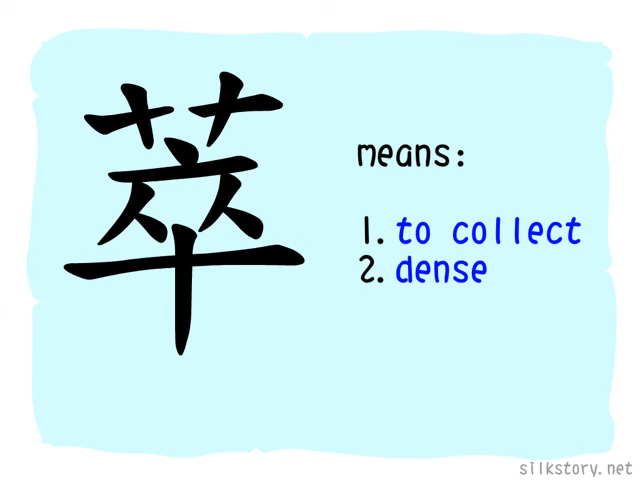 萃
means:
1. to collect
2. dense
silkstory.net